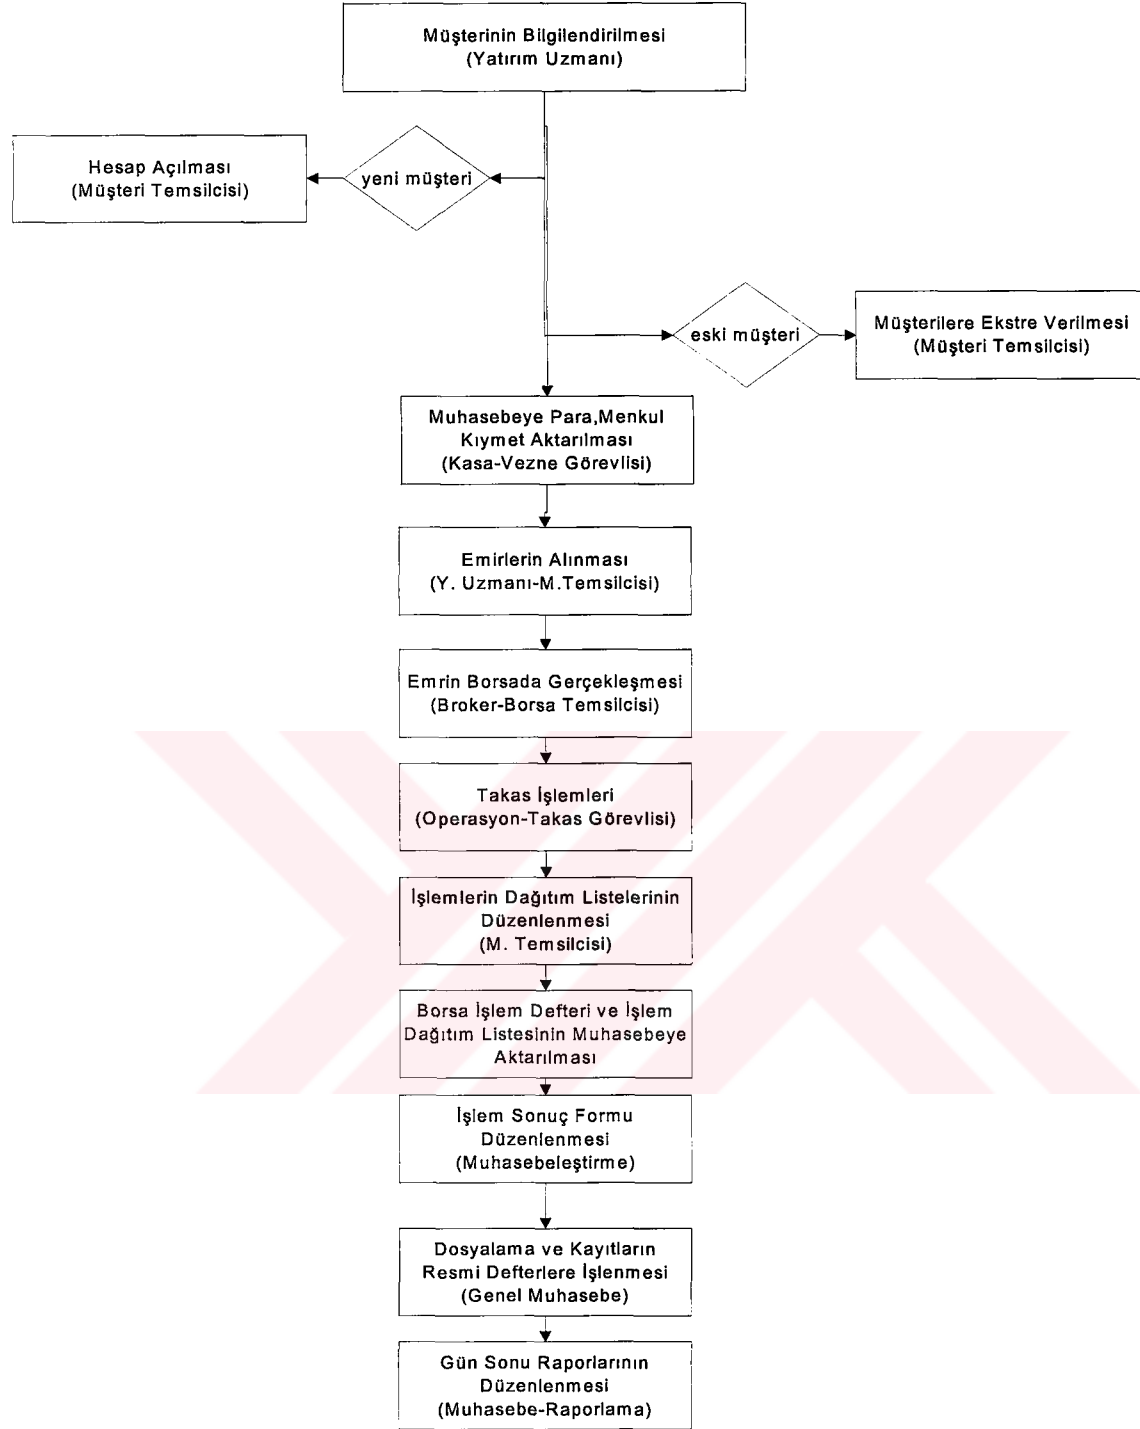 Müşterinin Bilgilendirilmesi
(Yatırım Uzmanı)
Hesap Açılması
(Müşteri Temsilcisi)
yeni müşteri
eski müşteri
Müşterilere Ekstre Verilmesi
(Müşteri Temsilcisi)
Muhasebeye Para,Menkul
Kıymet Aktarılması
(Kasa-Vezne Görevlisi)
Emirlerin Alınması
(Y. Uzmanı-M.Temsilcisi)
Emrin Borsada Gerçekleşmesi
(Broker-Borsa Temsilcisi)
Takas İşlemleri
(Operasyon-Takas Görevlisi)
İşlemlerin Dağıtım Listelerinin
Düzenlenmesi
(M. Temsilcisi)
Borsa İşlem Defteri ve İşlem
Dağıtım Listesinin Muhasebeye
Aktarılması
İşlem Sonuç Formu
Düzenlenmesi
(Muhasebeleştirme)
Dosyalama ve Kayıtların
Resmi Defterlere İşlenmesi
(Genel Muhasebe)
Gün Sonu Raporlarının
Düzenlenmesi
(Muhasebe-Raporlama)